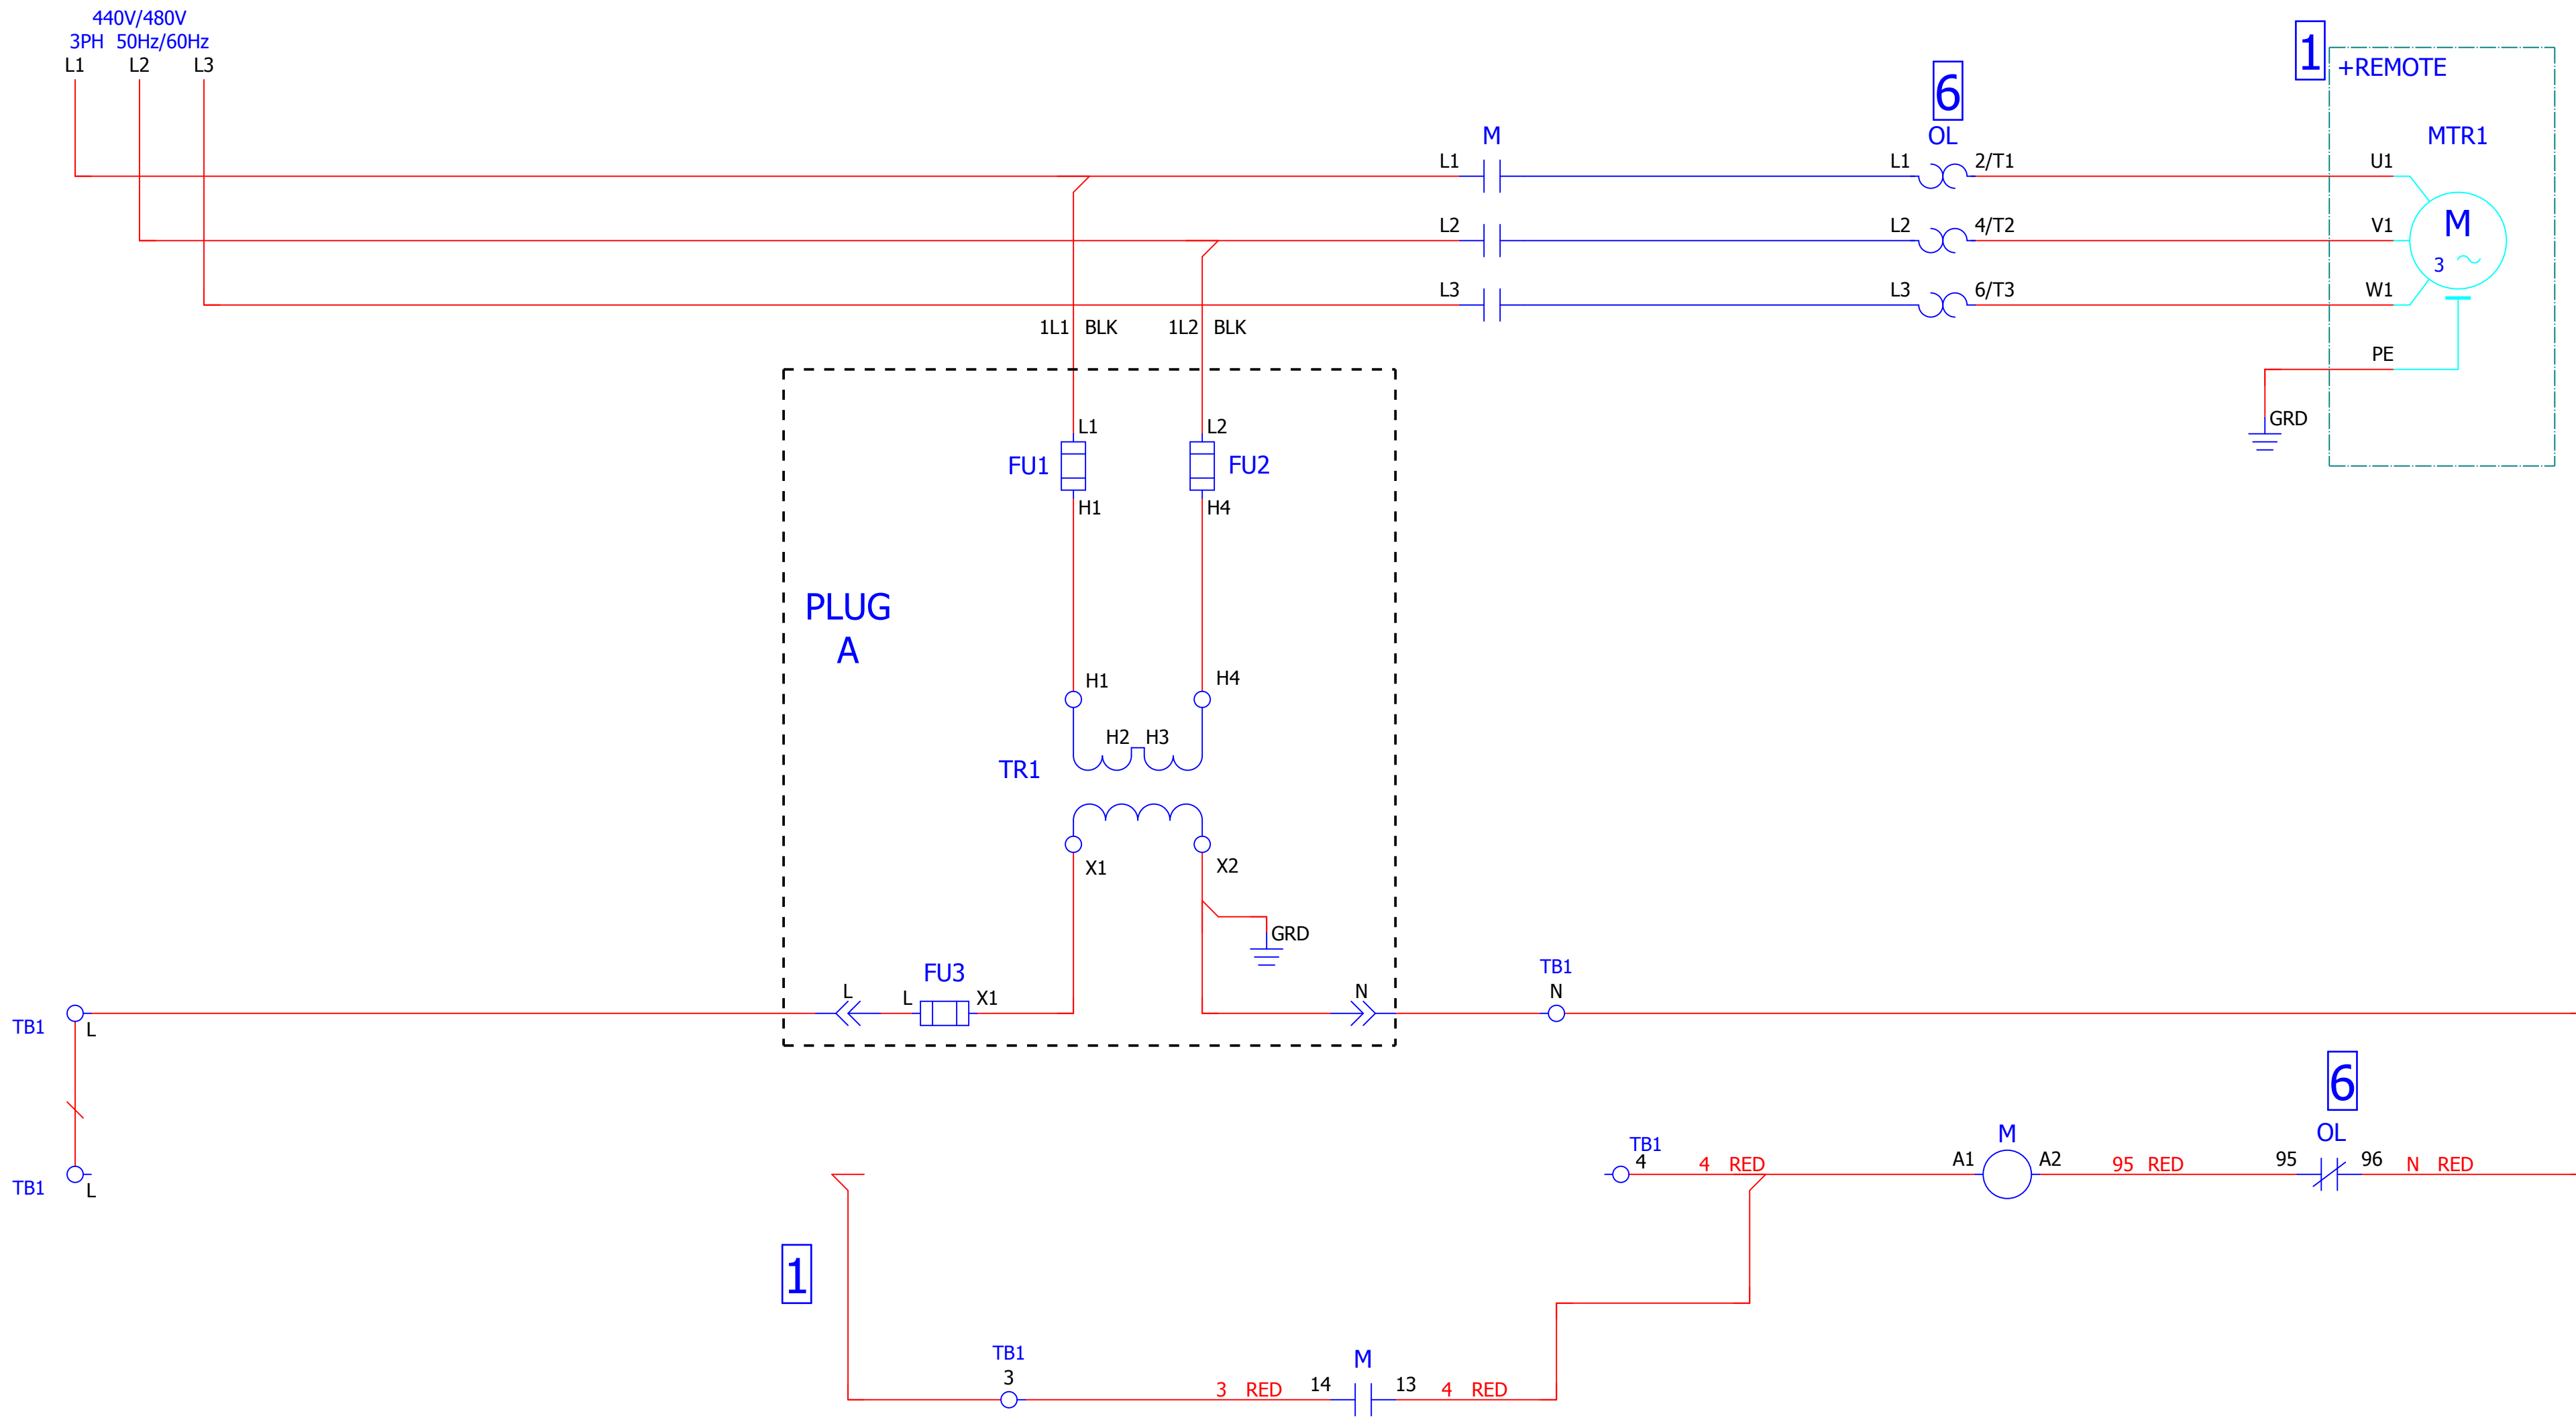 440V/480V
3PH 50Hz/60Hz
L1 L2 L3
1
+REMOTE
6
OL
M
MTR1
L1 L1 2/T1 U1
L2 L2 4/T2 V1
M
3
L3 L3 6/T3 W1
1L1 BLK 1L2 BLK
PE
GRD
L1 L2
FU1 FU2
H1 H4
PLUG
A
H1 H4
H2 H3
TR1
X1 X2
GRD
FU3
TB1
L L X1 N N
TB1 L
6
OL
TB1
M
4 4 RED A1 A2 95 RED 95 96 N RED
TB1 L
1
TB1
M
3
3 RED 14 13 4 RED